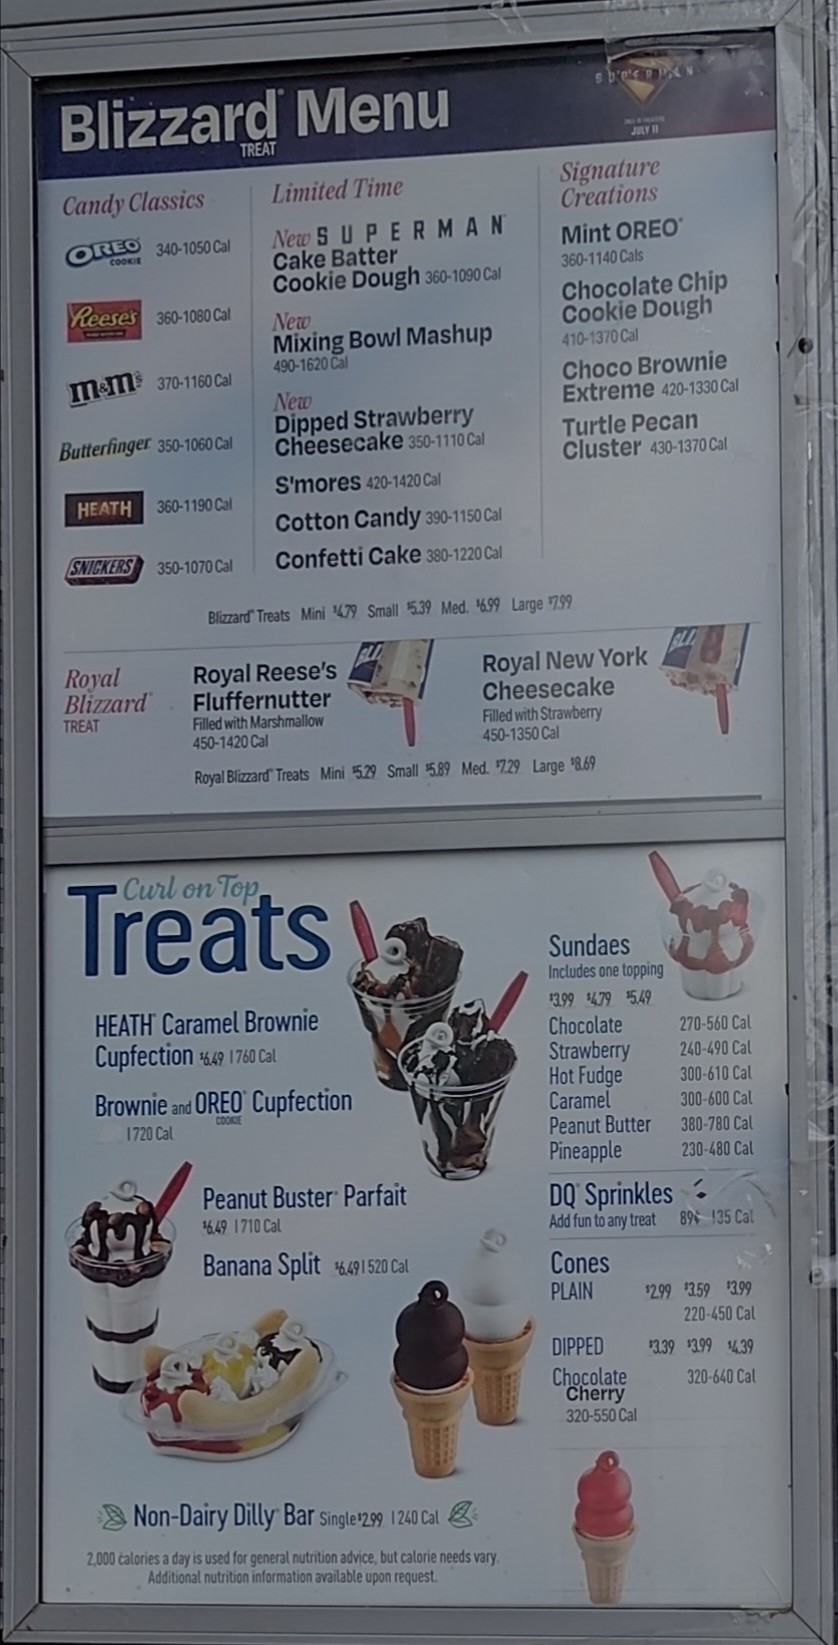 SUPERMAN
JULY 11
Blizzard® Menu
TREAT
Candy Classics
OREO
COOKIE
340-1050 Cal
Reese's
360-1080 Cal
m&m's
370-1160 Cal
Butterfinger
350-1060 Cal
HEATH
360-1190 Cal
SNICKERS
350-1070 Cal
Limited Time
New SUPERMAN
Cake Batter
Cookie Dough 360-1090 Cal
New
Mixing Bowl Mashup
490-1620 Cal
New
Dipped Strawberry
Cheesecake 350-1110 Cal
S'mores 420-1420 Cal
Cotton Candy 390-1150 Cal
Confetti Cake 380-1220 Cal
Signature
Creations
Mint OREO®
360-1140 Cals
Chocolate Chip
Cookie Dough
410-1370 Cal
Choco Brownie
Extreme 420-1330 Cal
Turtle Pecan
Cluster 430-1370 Cal
Blizzard® Treats Mini $4.79 Small $5.39 Med. $6.99 Large $7.99
Royal
Blizzard®
TREAT
Royal Reese's
Fluffernutter
Filled with Marshmallow
450-1420 Cal
Royal New York
Cheesecake
Filled with Strawberry
450-1350 Cal
Royal Blizzard® Treats Mini $5.29 Small $5.89 Med. $7.29 Large $8.69
Curl on Top
Treats
HEATH® Caramel Brownie
Cupfection $6.49 | 760 Cal
Brownie and OREO® Cupfection
COOKIE
| 720 Cal
Peanut Buster® Parfait
$6.49 | 710 Cal
Banana Split $6.49 | 520 Cal
Sundaes
Includes one topping
$3.99 $4.79 $5.49
Chocolate 270-560 Cal
Strawberry 240-490 Cal
Hot Fudge 300-610 Cal
Caramel 300-600 Cal
Peanut Butter 380-780 Cal
Pineapple 230-480 Cal
DQ® Sprinkles
Add fun to any treat 89¢ | 35 Cal
Cones
PLAIN $2.99 $3.59 $3.99
220-450 Cal
DIPPED $3.39 $3.99 $4.39
Chocolate 320-640 Cal
Cherry
320-550 Cal
Non-Dairy Dilly® Bar Single $2.99 | 240 Cal
2,000 calories a day is used for general nutrition advice, but calorie needs vary.
Additional nutrition information available upon request.